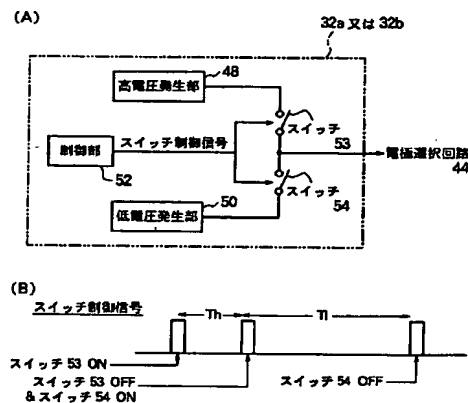 (A)
32a 又は 32b
高電圧発生部
48
スイッチ
53
制御部
52
スイッチ制御信号
電極選択回路
44
スイッチ
54
低電圧発生部
50
(B)
スイッチ制御信号
Th
Tl
スイッチ 53 ON
スイッチ 53 OFF
& スイッチ 54 ON
スイッチ 54 OFF